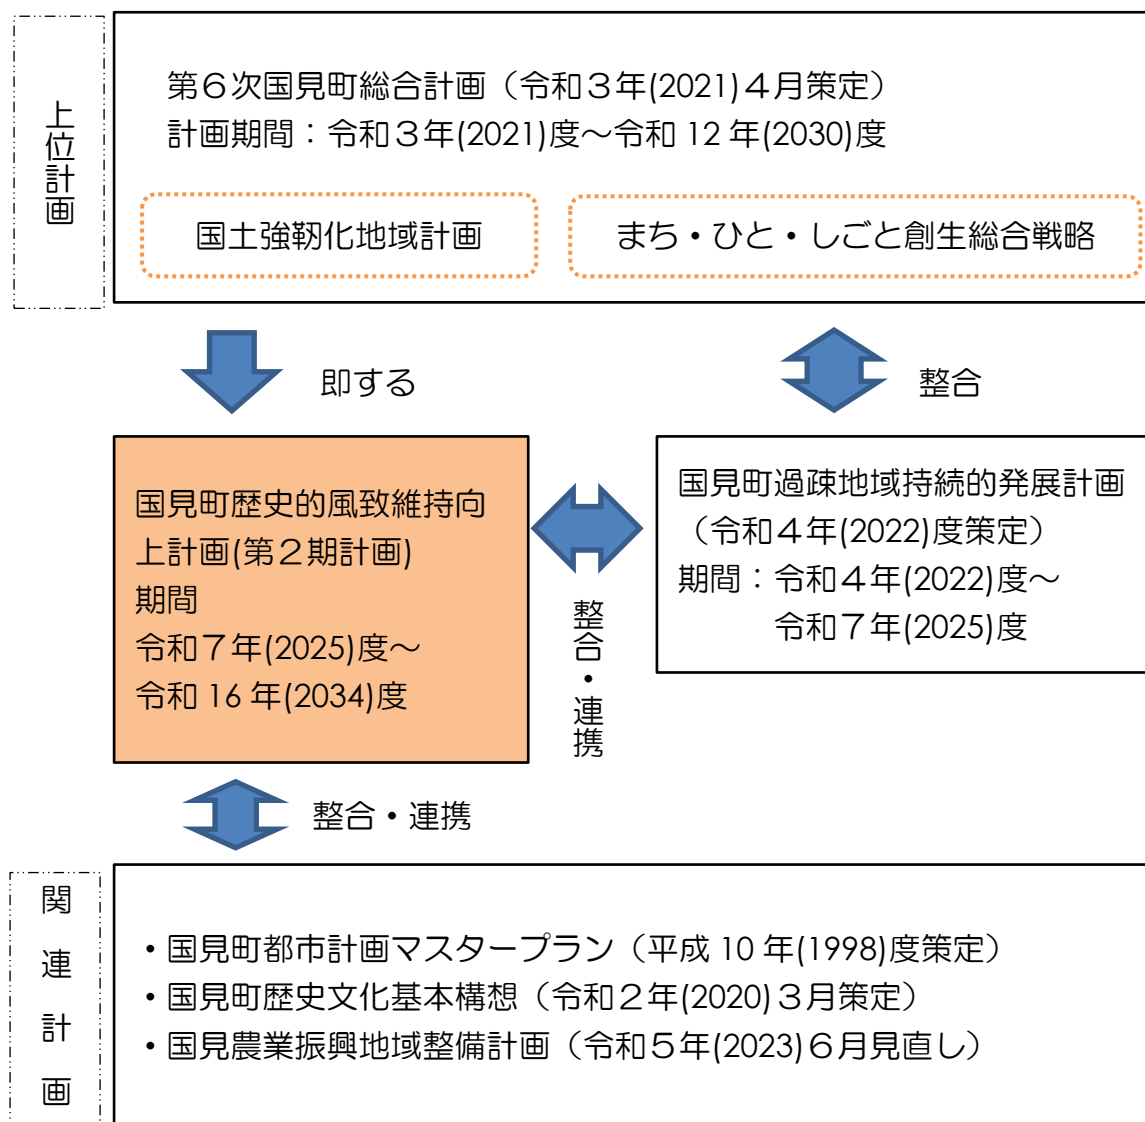 上位計画
第６次国見町総合計画（令和３年(2021)４月策定）
計画期間：令和３年(2021)度～令和 12 年(2030)度
国土強靭化地域計画
まち・ひと・しごと創生総合戦略
即する
整合
国見町歴史的風致維持向
上計画(第２期計画)
期間
令和７年(2025)度～
令和 16 年(2034)度
整合・連携
国見町過疎地域持続的発展計画
（令和４年(2022)度策定）
期間：令和４年(2022)度～
令和７年(2025)度
整合・連携
関連計画
・国見町都市計画マスタープラン（平成 10 年(1998)度策定）
・国見町歴史文化基本構想（令和２年(2020)３月策定）
・国見農業振興地域整備計画（令和５年(2023)６月見直し）